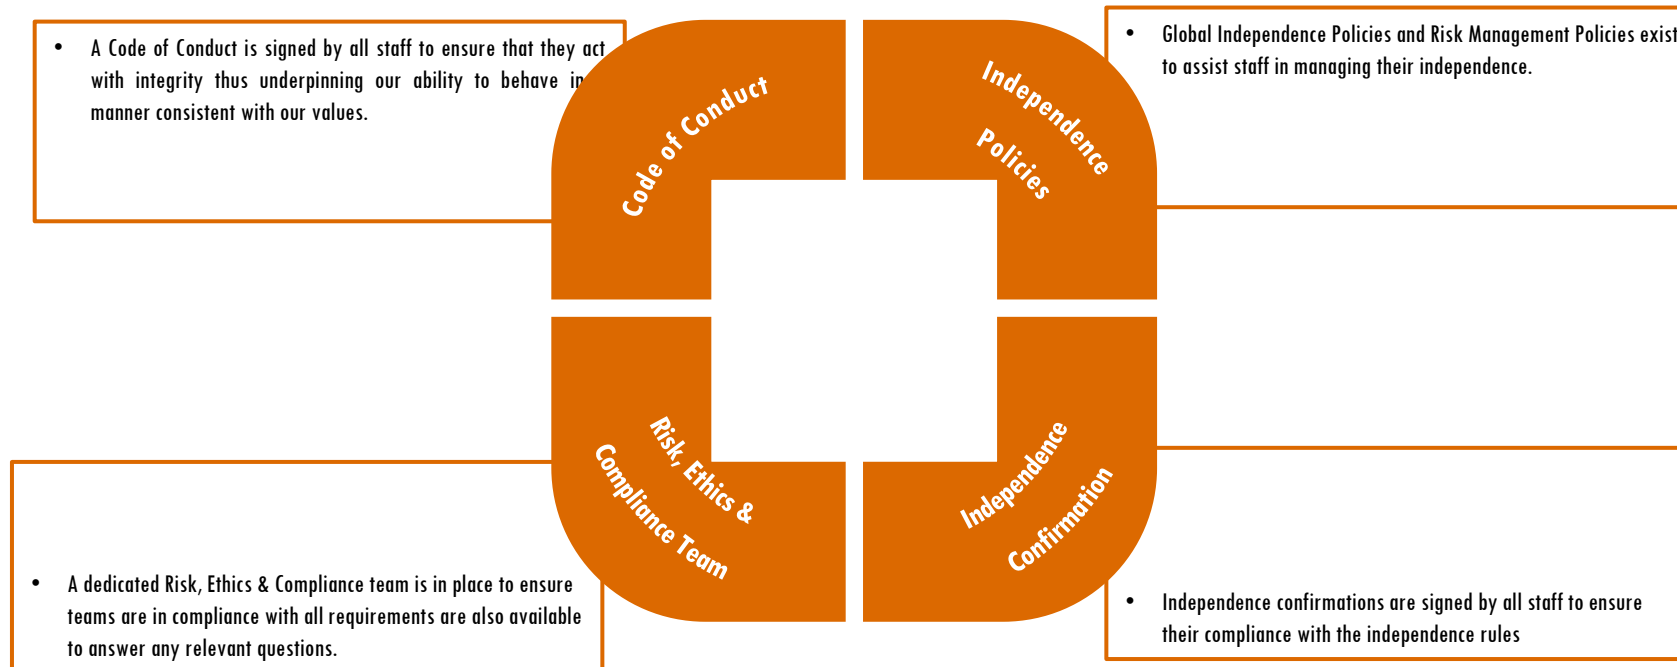 • A Code of Conduct is signed by all staff to ensure that they act
with integrity thus underpinning our ability to behave in
manner consistent with our values.
Code of Conduct
Independence
Policies
• Global Independence Policies and Risk Management Policies exist
to assist staff in managing their independence.
Risk, Ethics &
Compliance Team
• A dedicated Risk, Ethics & Compliance team is in place to ensure
teams are in compliance with all requirements are also available
to answer any relevant questions.
Independence
Confirmation
• Independence confirmations are signed by all staff to ensure
their compliance with the independence rules